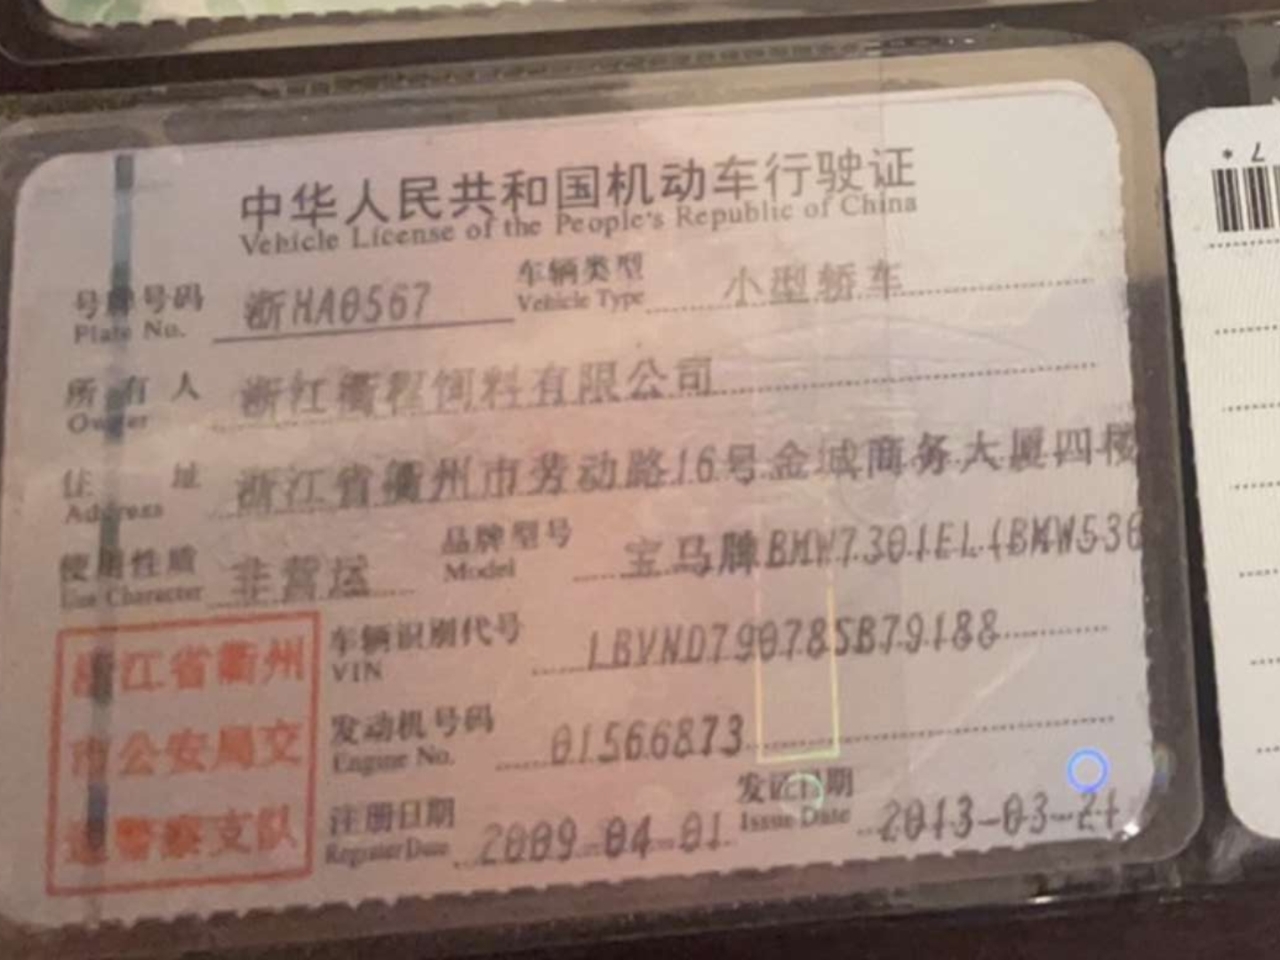 中华人民共和国机动车行驶证
Vehicle License of the People's Republic of China
号牌号码 浙HA0567 车辆类型 小型轿车
Plate No. Vehicle Type
所有人 浙江衢程饲料有限公司
Owner
住址 浙江省衢州市芳动路16号金城商务大厦四楼
Address
使用性质 非营运 品牌型号 宝马牌BMW7301EL(BMW530
Use Character Model
车辆识别代号 LBVND790785B79188
VIN
发动机号码 01566873
Engine No.
注册日期 2009-04-01 发证日期 2013-03-21
Register Date Issue Date
浙江省衢州
市公安局交
通警察支队
7 *